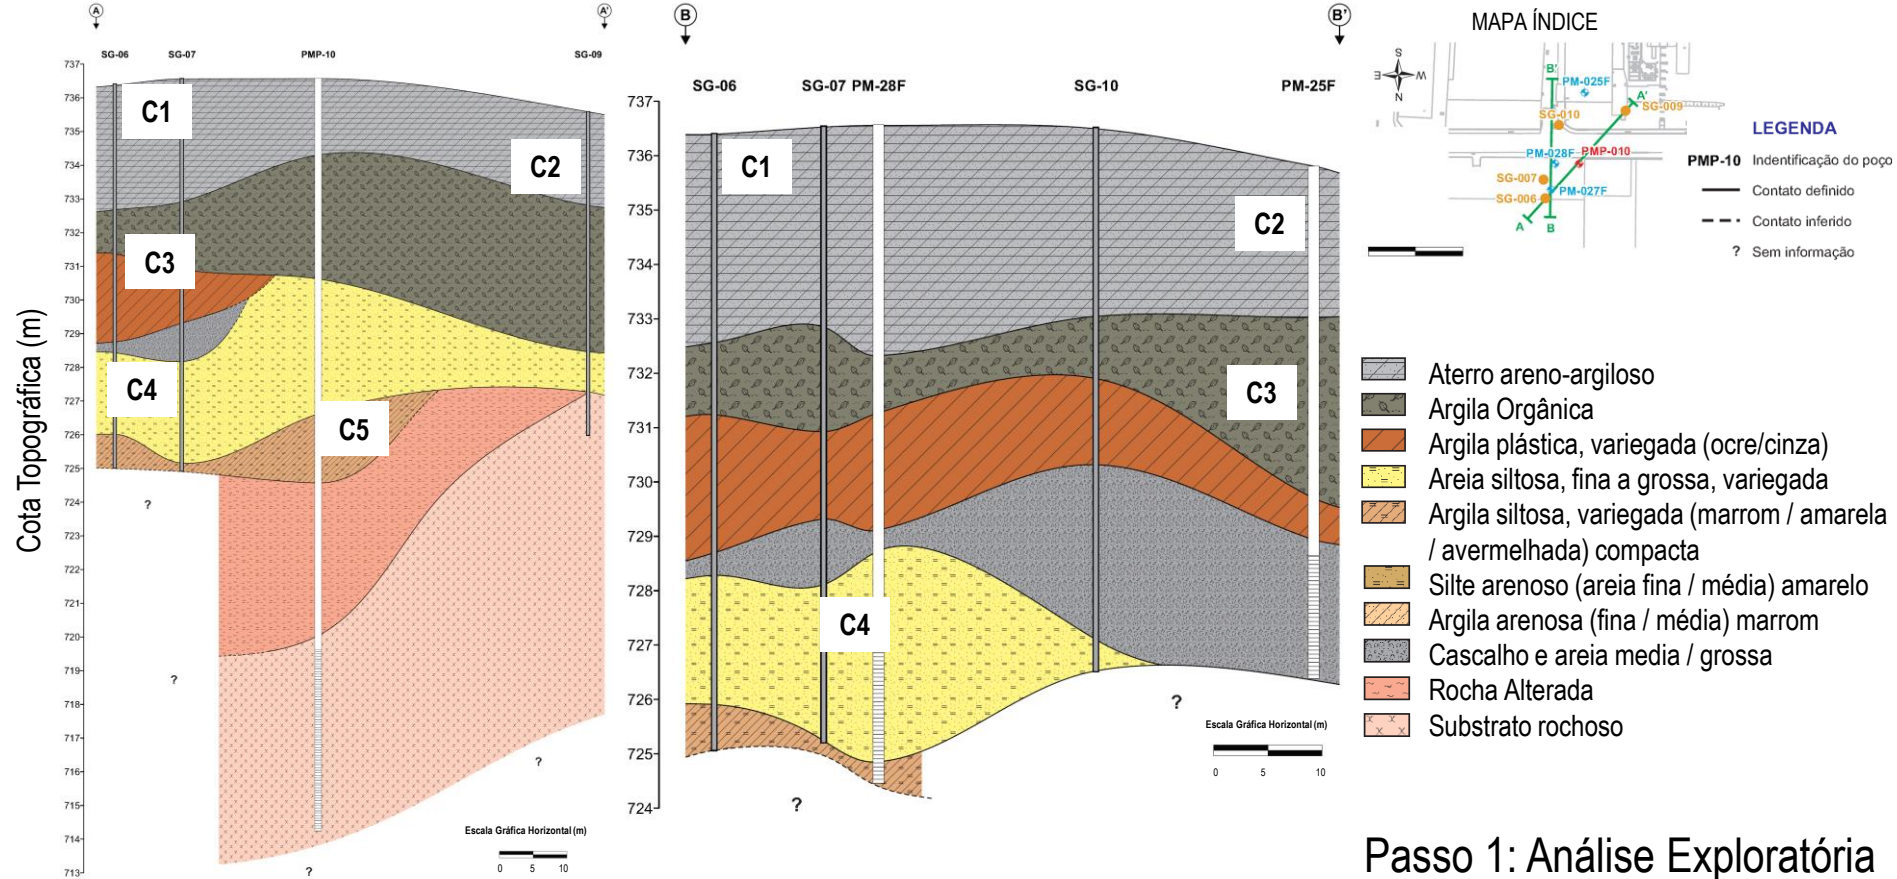 A
A'
SG-06
SG-07
PMP-10
SG-09
737
736
735
734
733
732
731
730
729
728
727
726
725
724
723
722
721
720
719
718
717
716
715
714
713
Cota Topográfica (m)
C1
C2
C3
C4
C5
?
?
?
?
Escala Gráfica Horizontal (m)
0 5 10
B
B'
SG-06
SG-07
PM-28F
SG-10
PM-25F
737
736
735
734
733
732
731
730
729
728
727
726
725
724
C1
C2
C3
C4
?
?
Escala Gráfica Horizontal (m)
0 5 10
MAPA ÍNDICE
S
E
W
N
B'
PM-025F
A'
SG-009
SG-010
PM-028F
PMP-010
SG-007
PM-027F
SG-006
A
B
LEGENDA
PMP-10 Indentificação do poço
Contato definido
Contato inferido
? Sem informação
Aterro areno-argiloso
Argila Orgânica
Argila plástica, variegada (ocre/cinza)
Areia siltosa, fina a grossa, variegada
Argila siltosa, variegada (marrom / amarela
/ avermelhada) compacta
Silte arenoso (areia fina / média) amarelo
Argila arenosa (fina / média) marrom
Cascalho e areia media / grossa
Rocha Alterada
Substrato rochoso
Passo 1: Análise Exploratória